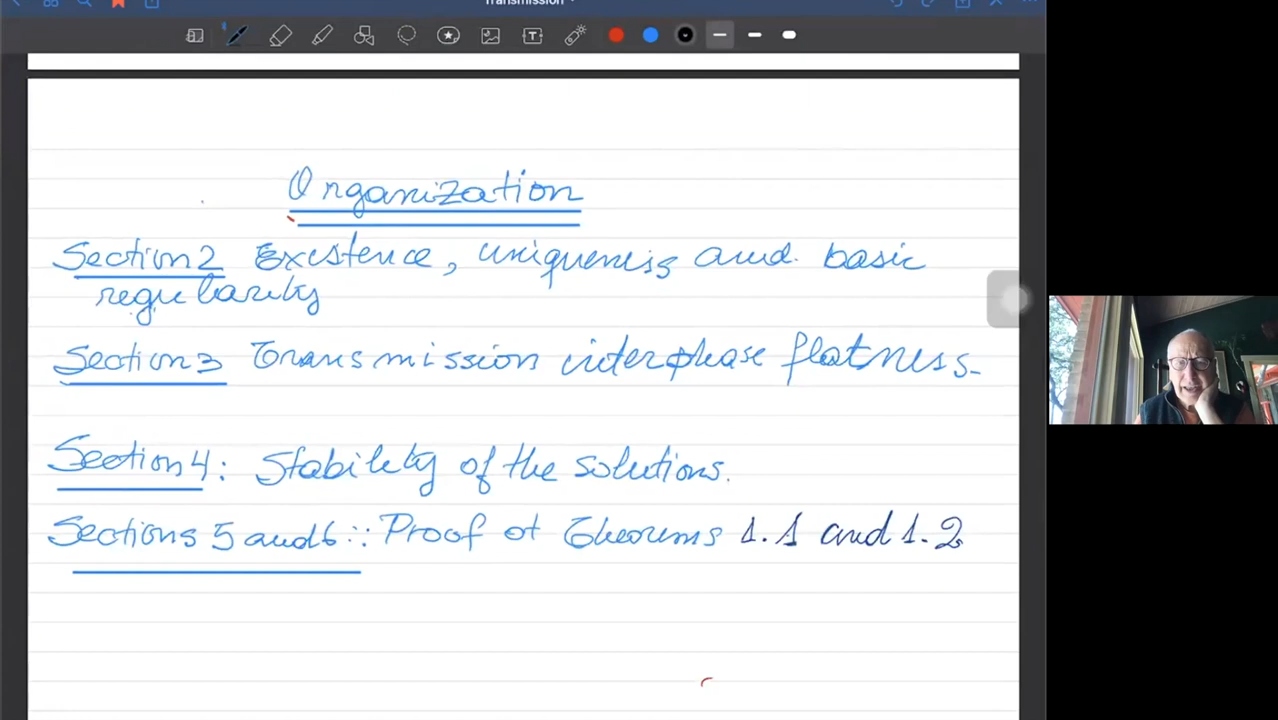 Transmission
Organization
Section 2 Existence, uniqueness and basic
regularity
Section 3 Transmission interphase flatness.
Section 4: Stability of the solutions.
Sections 5 and 6: Proof of Theorems 1.1 and 1.2